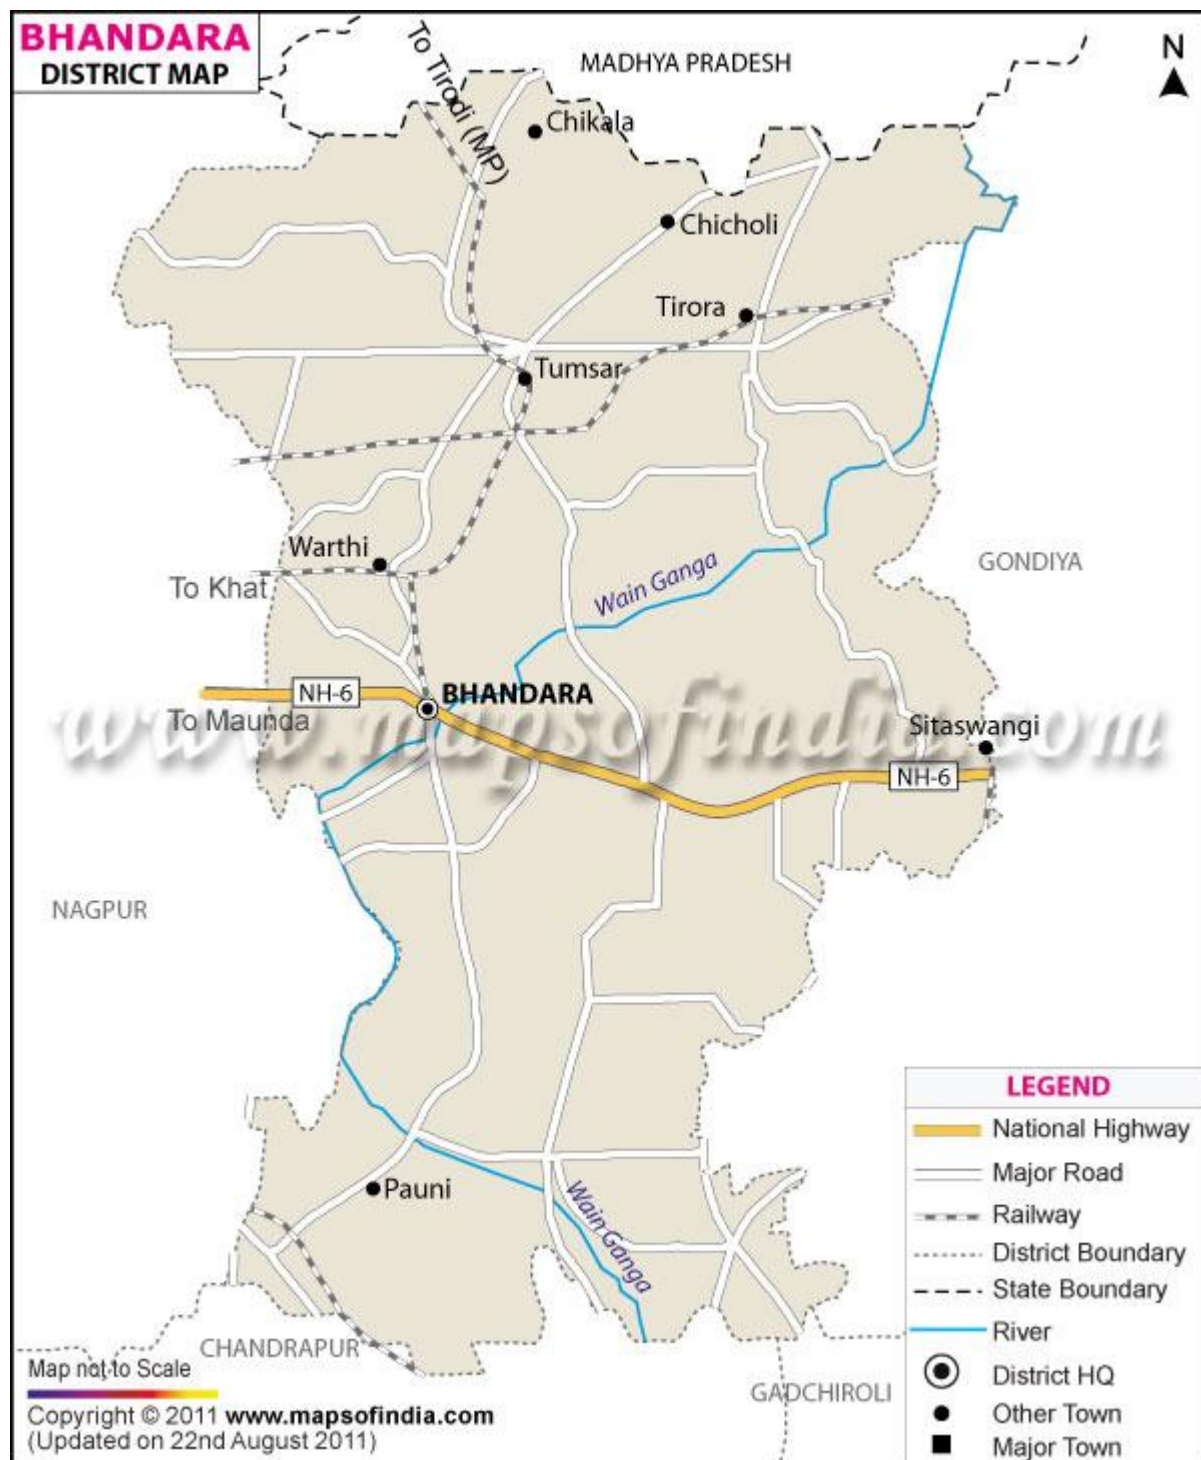 BHANDARA
DISTRICT MAP
To Tirodi (MP)
MADHYA PRADESH
N
Chikala
Chicholi
Tirora
Tumsar
Warthi
To Khat
Wain Ganga
GONDIYA
NH-6
BHANDARA
To Maunda
www.mapsofindia.com
Sitaswangi
NH-6
NAGPUR
Pauni
Wain Ganga
CHANDRAPUR
GADCHIROLI
LEGEND
National Highway
Major Road
Railway
District Boundary
State Boundary
River
District HQ
Other Town
Major Town
Map not to Scale
Copyright © 2011 www.mapsofindia.com
(Updated on 22nd August 2011)